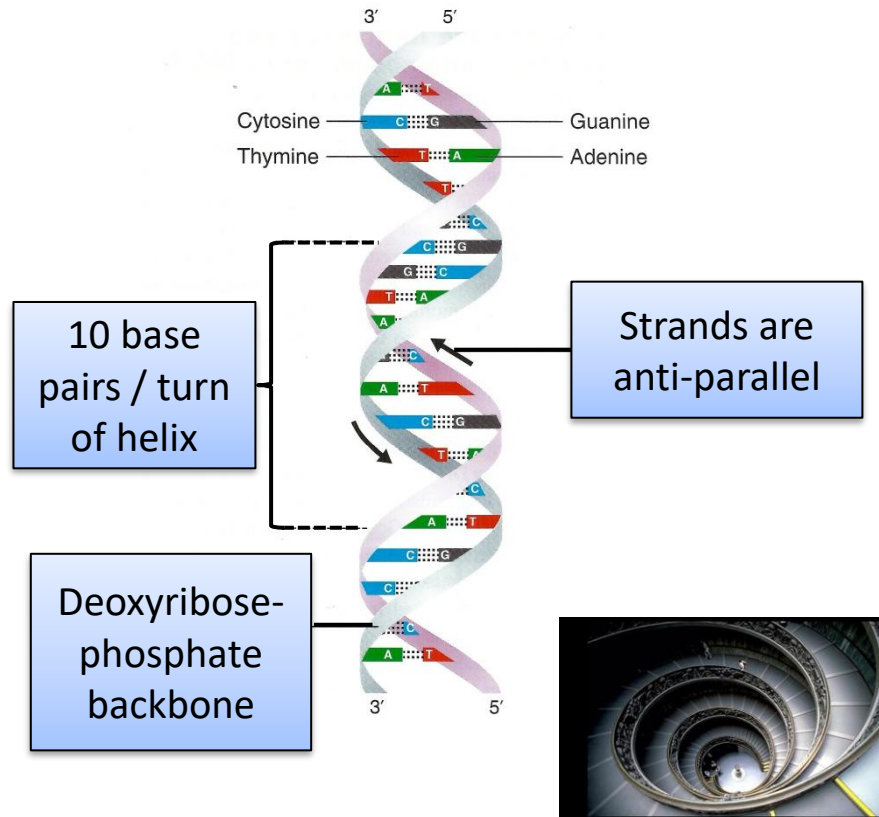 3′ 5′
A T
Cytosine C G Guanine
Thymine T A Adenine
T
C
C G
G C
T A
10 base
pairs / turn
of helix
A
Strands are
anti-parallel
C
A T
C G
T A
C
A T
C G
Deoxyribose-
phosphate
backbone
C
C
A T
3′ 5′